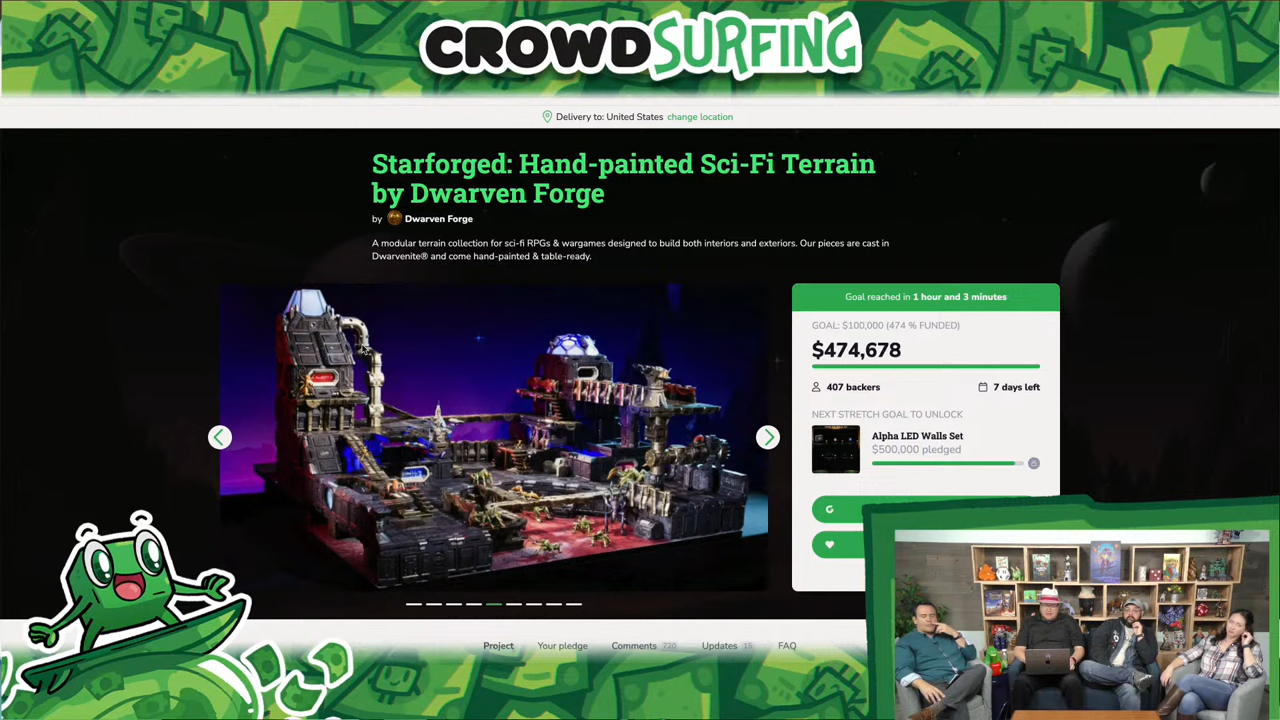 CROWDSURFING
Delivery to: United States change location
Starforged: Hand-painted Sci-Fi Terrain
by Dwarven Forge
by Dwarven Forge
A modular terrain collection for sci-fi RPGs & wargames designed to build both interiors and exteriors. Our pieces are cast in
Dwarvenite® and come hand-painted & table-ready.
Goal reached in 1 hour and 3 minutes
GOAL: $100,000 (474 % FUNDED)
$474,678
407 backers
7 days left
NEXT STRETCH GOAL TO UNLOCK
Alpha LED Walls Set
$500,000 pledged
G
Project
Your pledge
Comments 720
Updates 15
FAQ